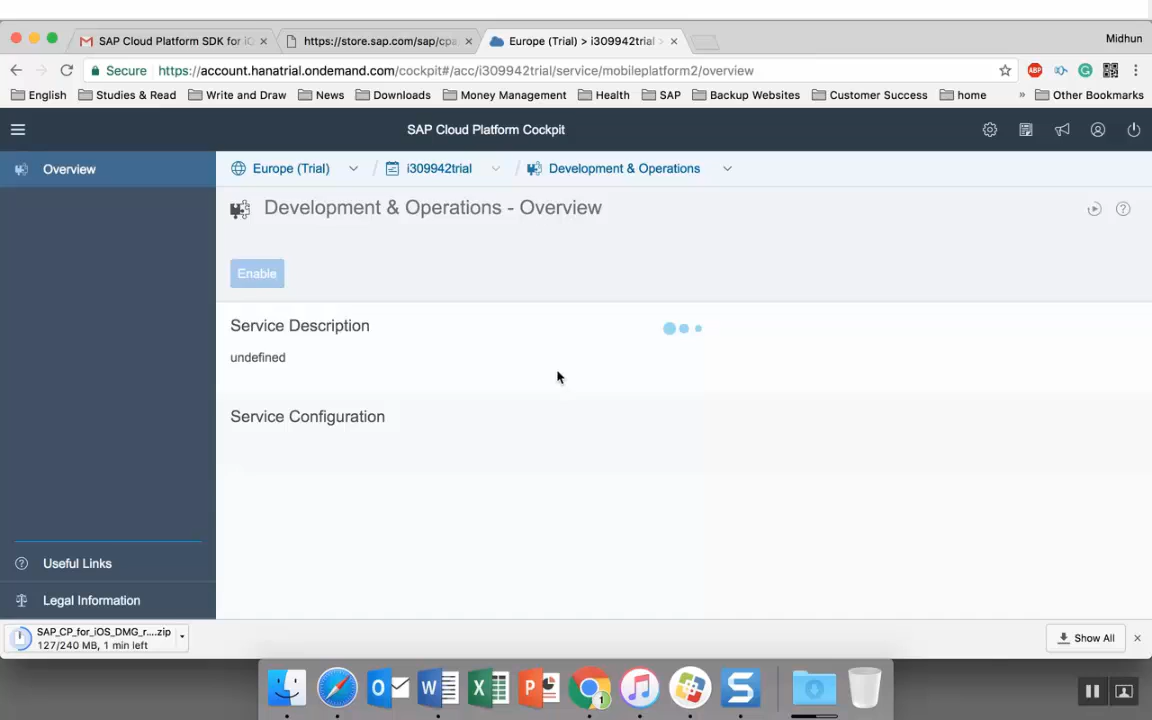 SAP Cloud Platform SDK for iO
https://store.sap.com/sap/cpa
Europe (Trial) > i309942trial >
Midhun
Secure https://account.hanatrial.ondemand.com/cockpit#/acc/i309942trial/service/mobileplatform2/overview
ABP
English Studies & Read Write and Draw News Downloads Money Management Health SAP Backup Websites Customer Success home » Other Bookmarks
SAP Cloud Platform Cockpit
Overview
Europe (Trial) / i309942trial / Development & Operations
Development & Operations - Overview
Enable
Service Description
undefined
Service Configuration
Useful Links
Legal Information
SAP_CP_for_iOS_DMG_r....zip
127/240 MB, 1 min left
Show All
1